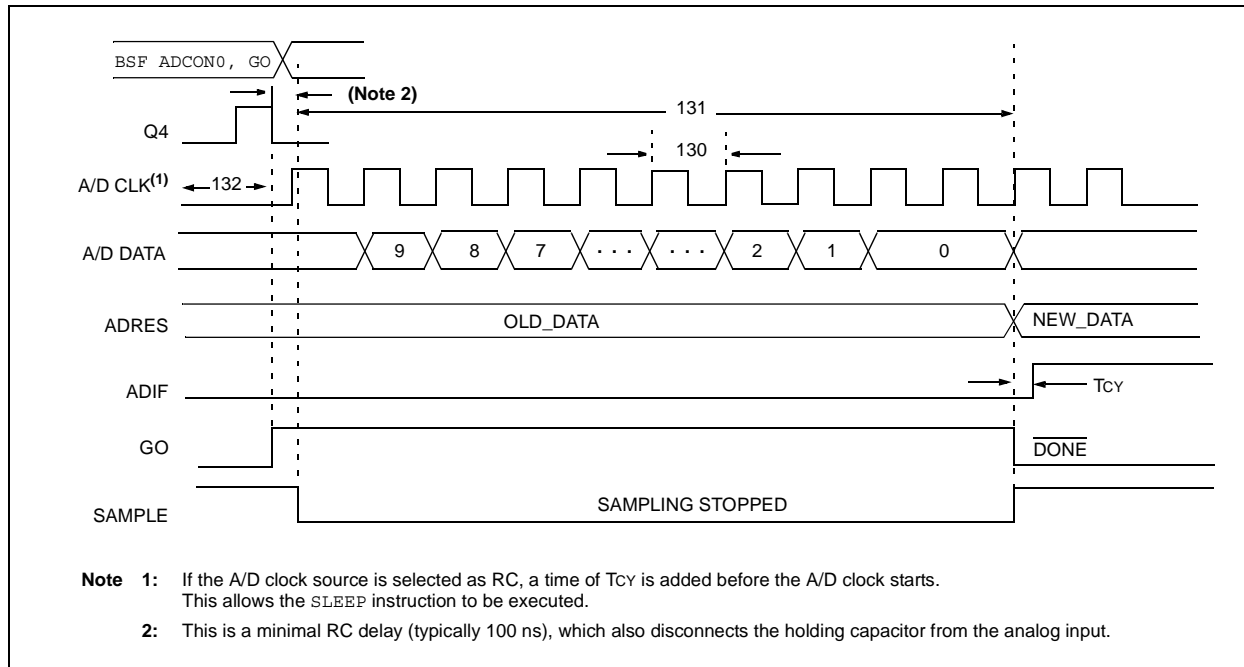 BSF ADCON0, GO
(Note 2)
131
Q4
130
A/D CLK(1)
132
A/D DATA
9 8 7 · · · · · · 2 1 0
ADRES
OLD_DATA
NEW_DATA
ADIF
TCY
GO
DONE
SAMPLE
SAMPLING STOPPED
Note 1: If the A/D clock source is selected as RC, a time of TCY is added before the A/D clock starts.
This allows the SLEEP instruction to be executed.
2: This is a minimal RC delay (typically 100 ns), which also disconnects the holding capacitor from the analog input.